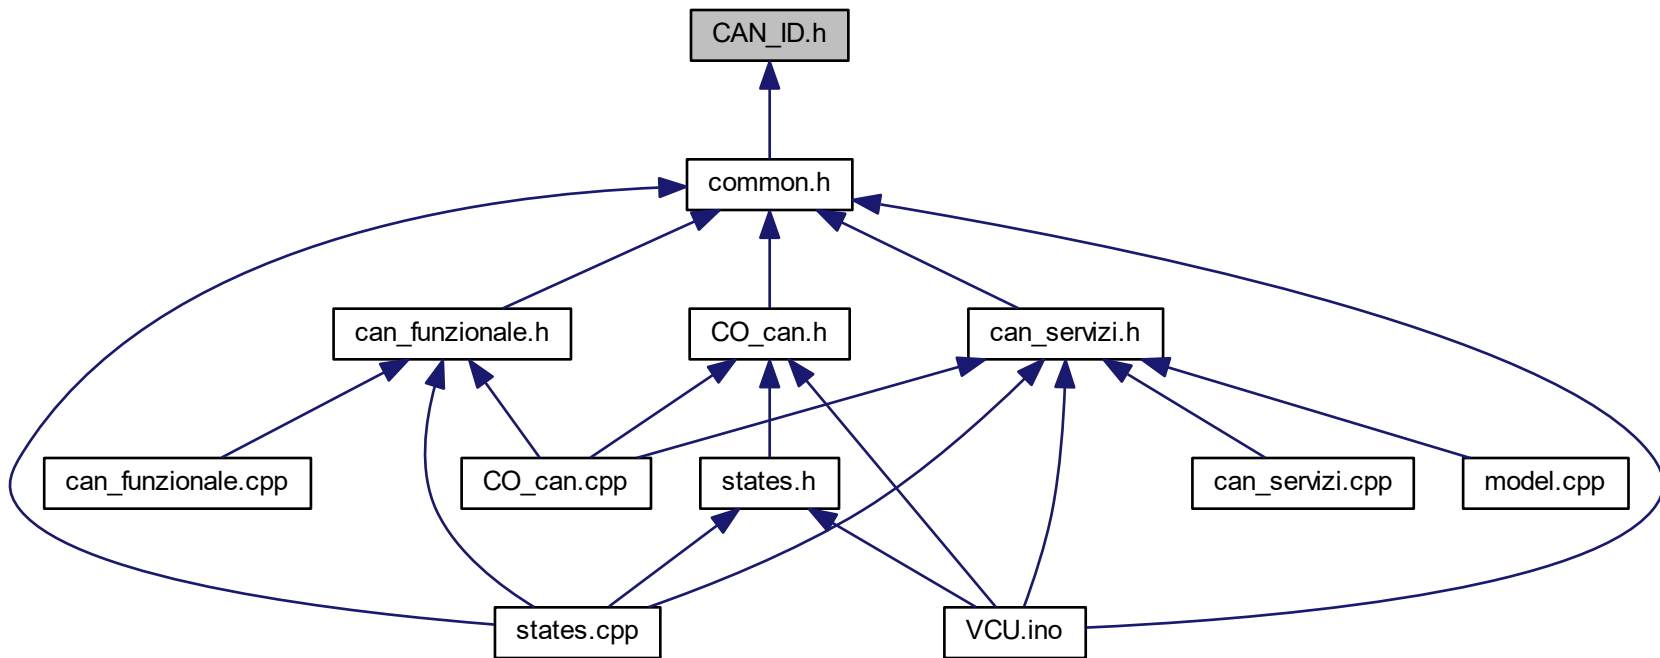 CAN_ID.h
common.h
can_funzionale.h
CO_can.h
can_servizi.h
can_funzionale.cpp
CO_can.cpp
states.h
can_servizi.cpp
model.cpp
states.cpp
VCU.ino